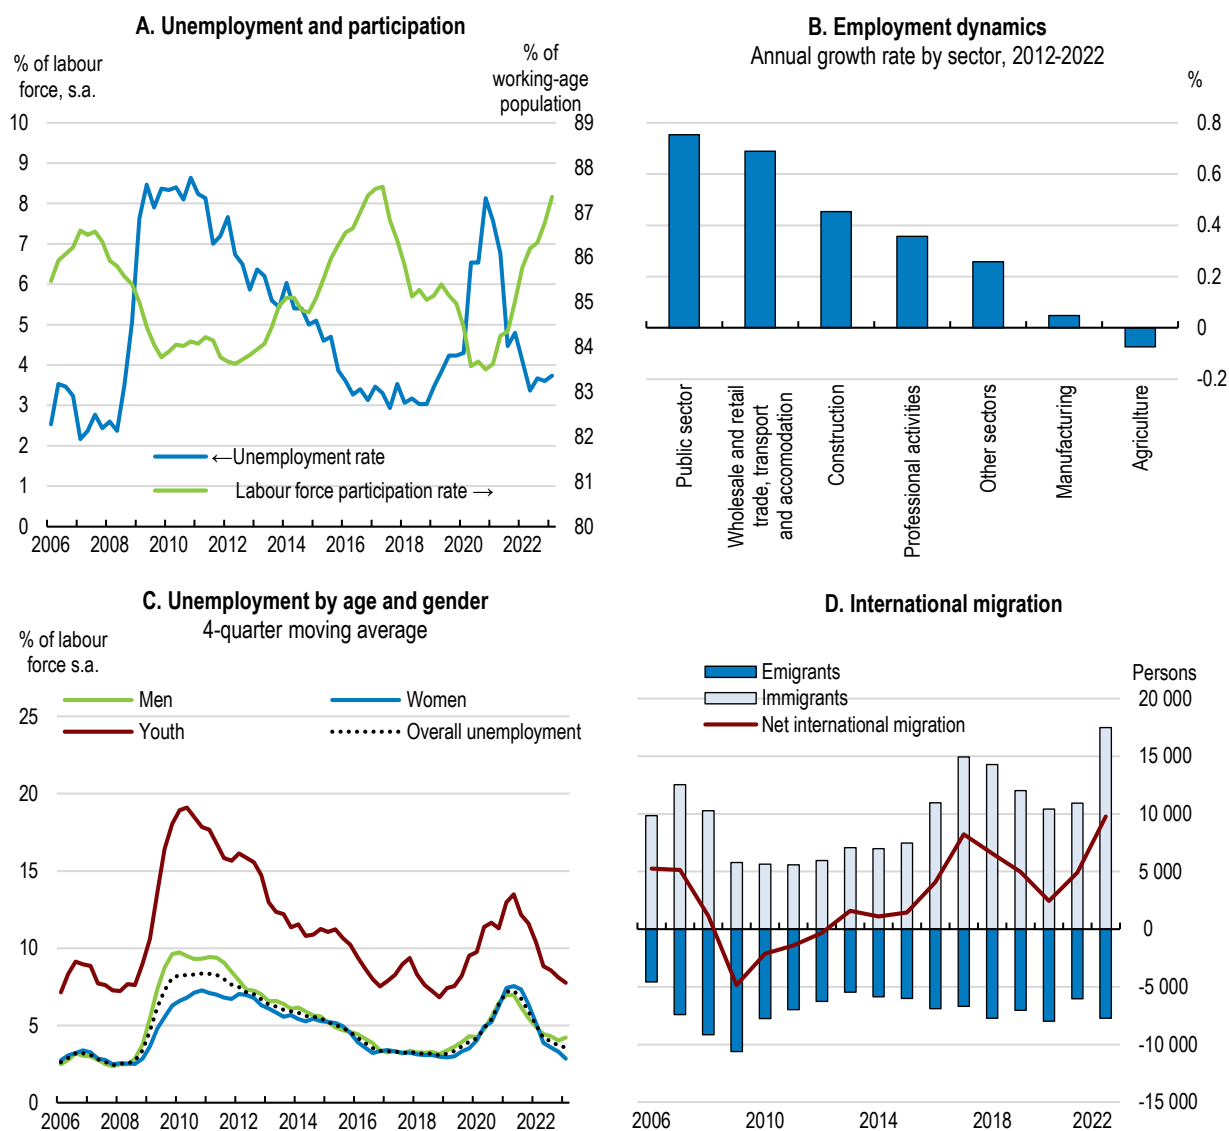 A. Unemployment and participation
% of labour
force, s.a.
% of
working-age
population
10
9
8
7
6
5
4
3
2
1
0
89
88
87
86
85
84
83
82
81
80
←Unemployment rate
Labour force participation rate →
2006 2008 2010 2012 2014 2016 2018 2020 2022
B. Employment dynamics
Annual growth rate by sector, 2012-2022
%
0.8
0.6
0.4
0.2
0
-0.2
Public sector
Wholesale and retail
trade, transport
and accomodation
Construction
Professional activities
Other sectors
Manufacturing
Agriculture
C. Unemployment by age and gender
4-quarter moving average
% of labour
force s.a.
Men
Women
Youth
Overall unemployment
25
20
15
10
5
0
2006 2008 2010 2012 2014 2016 2018 2020 2022
D. International migration
Persons
Emigrants
Immigrants
Net international migration
20 000
15 000
10 000
5 000
0
-5 000
-10 000
-15 000
2006 2010 2014 2018 2022